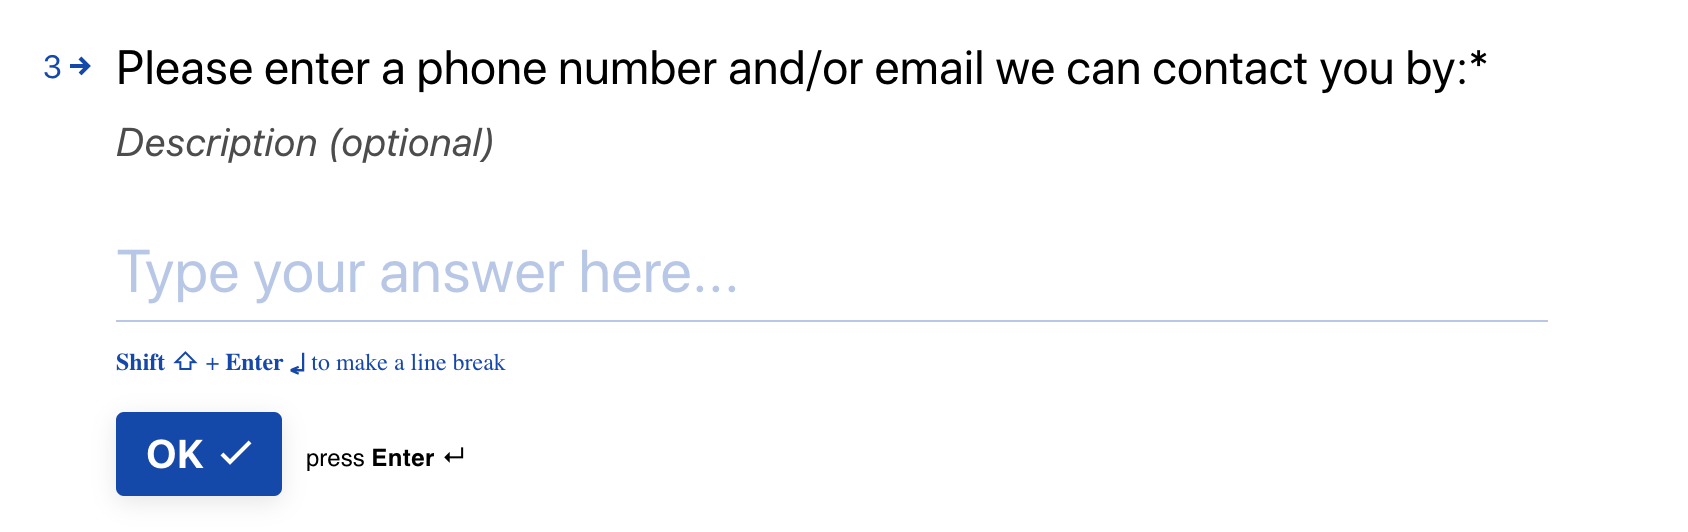 3 → Please enter a phone number and/or email we can contact you by:*
Description (optional)
Type your answer here...
Shift ⇧ + Enter ↵ to make a line break
OK ✓ press Enter ↵